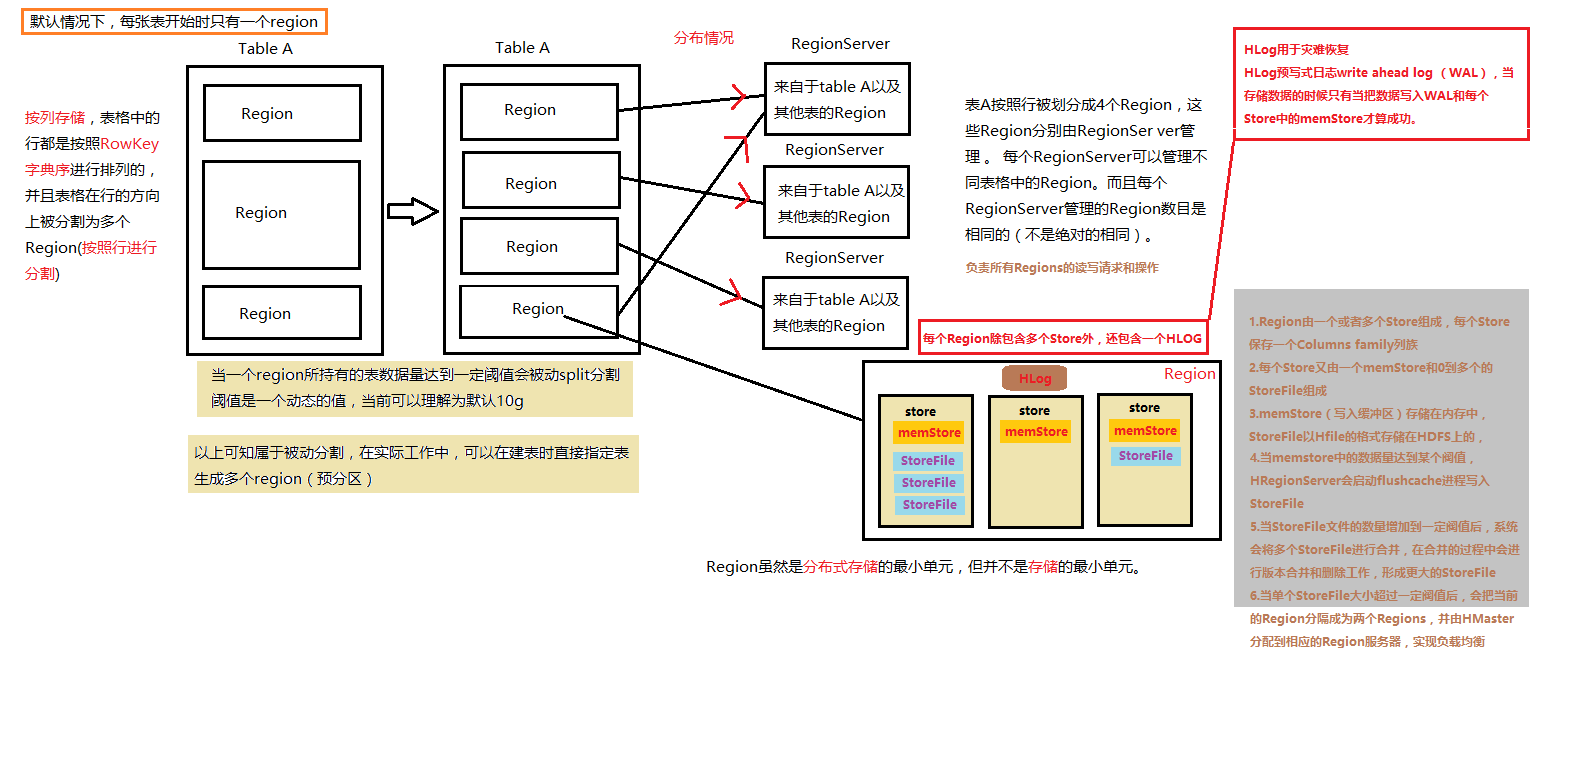 默认情况下，每张表开始时只有一个region
Table A
按列存储，表格中的
行都是按照RowKey
字典序进行排列的，
并且表格在行的方向
上被分割为多个
Region(按照行进行
分割)
Region
Region
Region
Table A
Region
Region
Region
Region
分布情况
RegionServer
来自于table A以及
其他表的Region
RegionServer
来自于table A以及
其他表的Region
RegionServer
来自于table A以及
其他表的Region
表A按照行被划分成4个Region，这
些Region分别由RegionSer ver管
理 。 每个RegionServer可以管理不
同表格中的Region。而且每个
RegionServer管理的Region数目是
相同的（不是绝对的相同）。
负责所有Regions的读写请求和操作
HLog用于灾难恢复
HLog预写式日志write ahead log （WAL），当
存储数据的时候只有当把数据写入WAL和每个
Store中的memStore才算成功。
当一个region所持有的表数据量达到一定阈值会被动split分割
阈值是一个动态的值，当前可以理解为默认10g
以上可知属于被动分割，在实际工作中，可以在建表时直接指定表
生成多个region（预分区）
每个Region除包含多个Store外，还包含一个HLOG
Region
HLog
store
memStore
StoreFile
StoreFile
StoreFile
store
memStore
store
memStore
StoreFile
Region虽然是分布式存储的最小单元，但并不是存储的最小单元。
1.Region由一个或者多个Store组成，每个Store
保存一个Columns family列族
2.每个Store又由一个memStore和0到多个的
StoreFile组成
3.memStore（写入缓冲区）存储在内存中，
StoreFile以Hfile的格式存储在HDFS上的，
4.当memstore中的数据量达到某个阀值，
HRegionServer会启动flushcache进程写入
StoreFile
5.当StoreFile文件的数量增加到一定阀值后，系统
会将多个StoreFile进行合并，在合并的过程中会进
行版本合并和删除工作，形成更大的StoreFile
6.当单个StoreFile大小超过一定阀值后，会把当前
的Region分隔成为两个Regions，并由HMaster
分配到相应的Region服务器，实现负载均衡